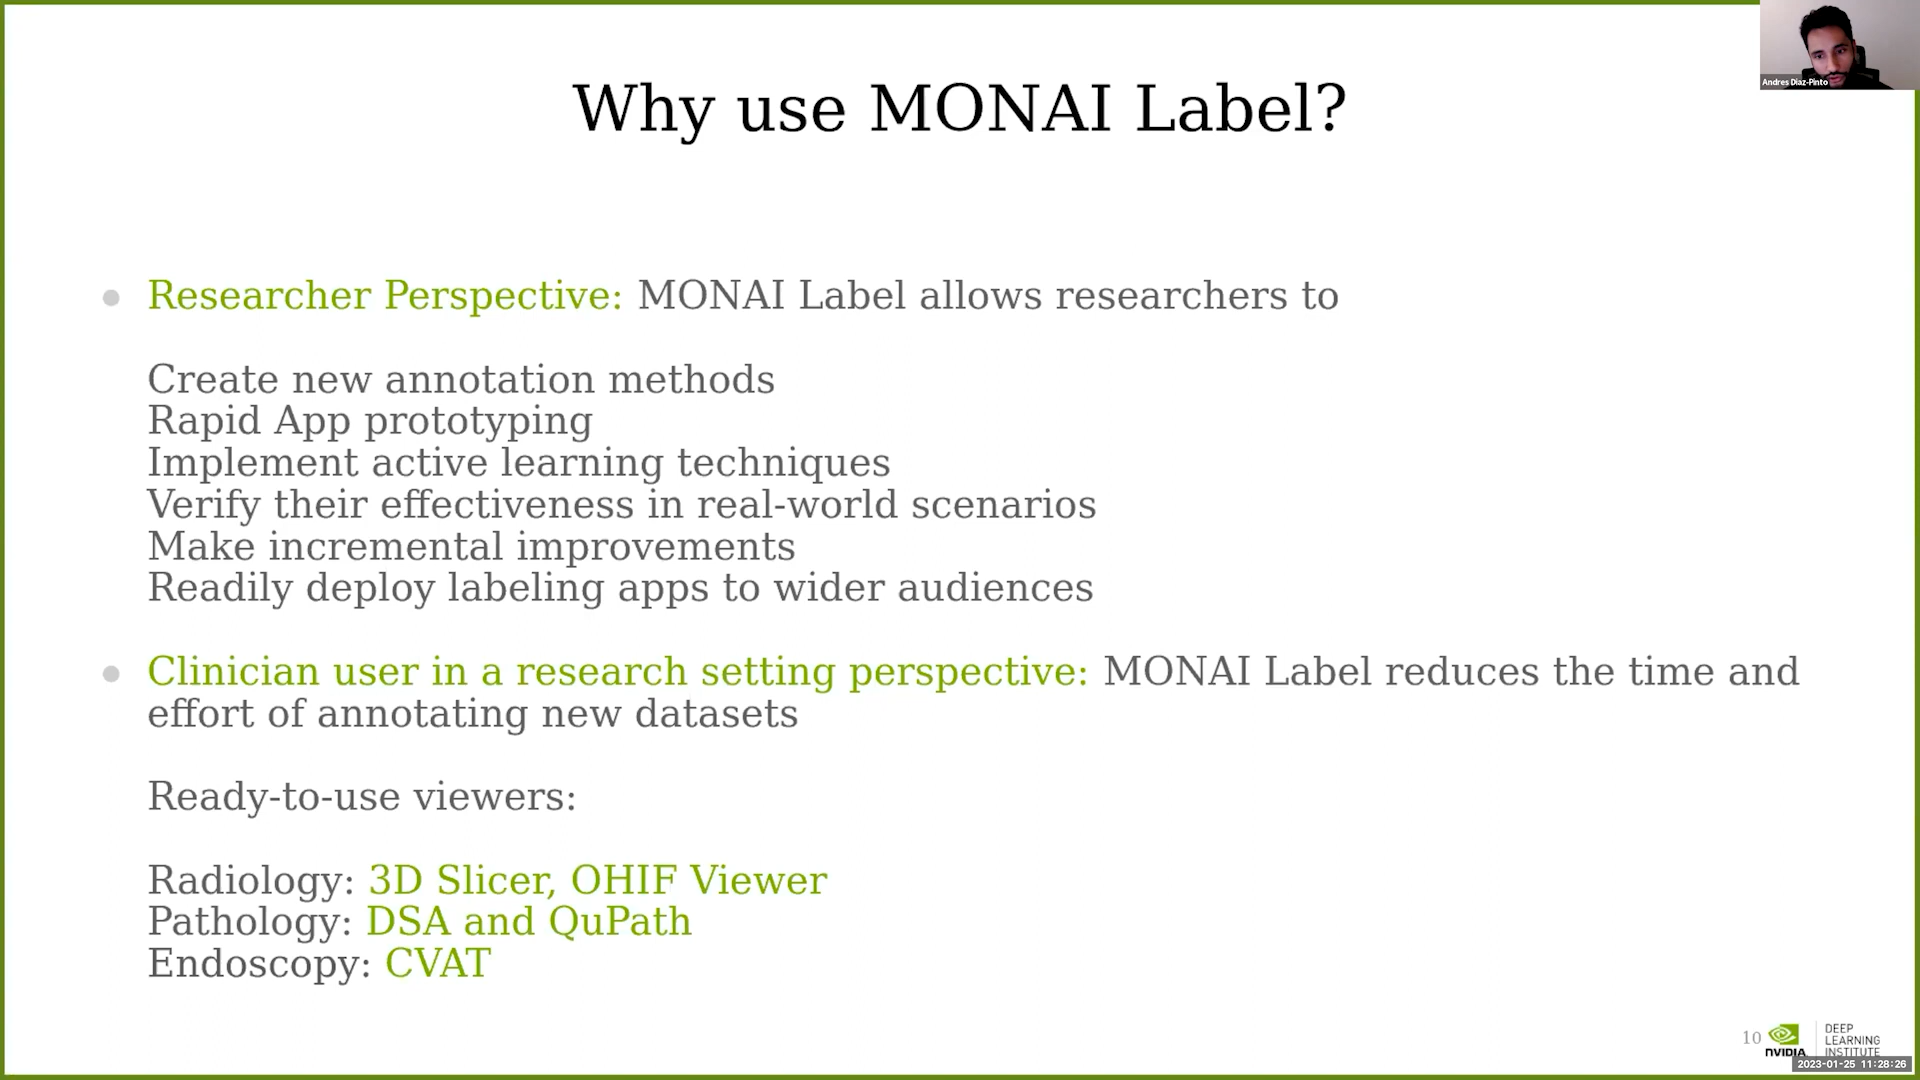 Why use MONAI Label?
Andres Diaz-Pinto
Researcher Perspective: MONAI Label allows researchers to
Create new annotation methods
Rapid App prototyping
Implement active learning techniques
Verify their effectiveness in real-world scenarios
Make incremental improvements
Readily deploy labeling apps to wider audiences
Clinician user in a research setting perspective: MONAI Label reduces the time and
effort of annotating new datasets
Ready-to-use viewers:
Radiology: 3D Slicer, OHIF Viewer
Pathology: DSA and QuPath
Endoscopy: CVAT
10
NVIDIA
DEEP
LEARNING
INSTITUTE
2023-01-25 11:28:26